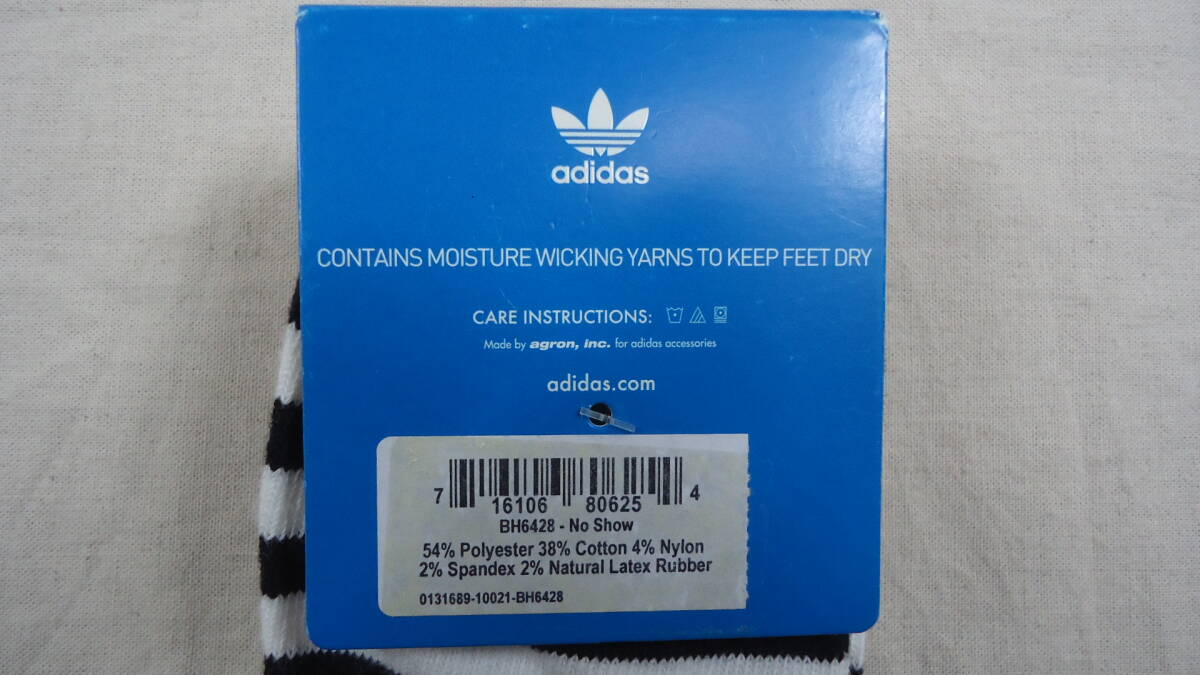 adidas
CONTAINS MOISTURE WICKING YARNS TO KEEP FEET DRY
CARE INSTRUCTIONS:
Made by agron, inc. for adidas accessories
adidas.com
7 16106 80625 4
BH6428 - No Show
54% Polyester 38% Cotton 4% Nylon
2% Spandex 2% Natural Latex Rubber
0131689-10021-BH6428